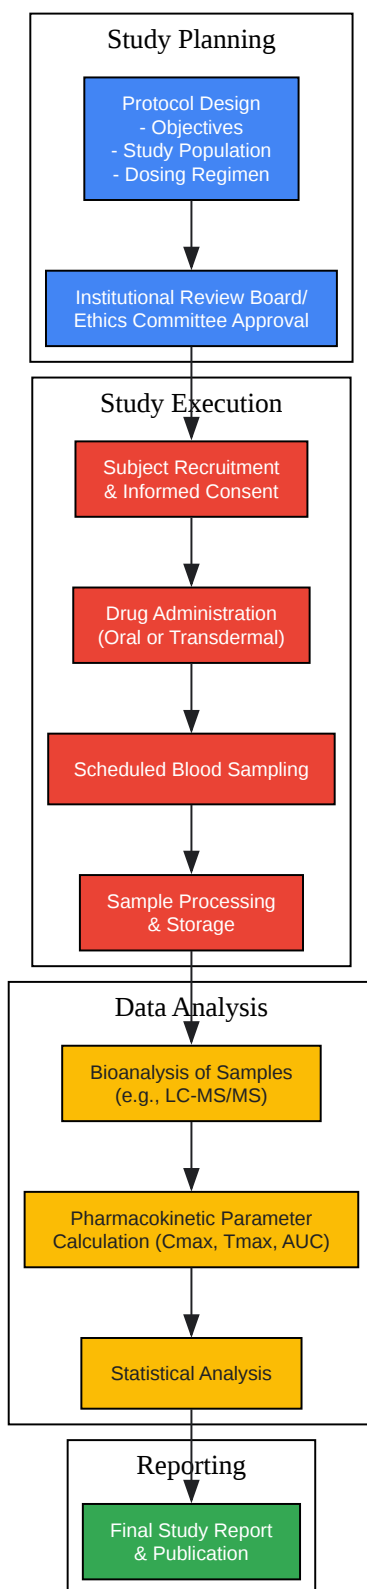 Study Planning
Protocol Design
- Objectives
- Study Population
- Dosing Regimen
Institutional Review Board/
Ethics Committee Approval
Study Execution
Subject Recruitment
& Informed Consent
Drug Administration
(Oral or Transdermal)
Scheduled Blood Sampling
Sample Processing
& Storage
Data Analysis
Bioanalysis of Samples
(e.g., LC-MS/MS)
Pharmacokinetic Parameter
Calculation (Cmax, Tmax, AUC)
Statistical Analysis
Reporting
Final Study Report
& Publication